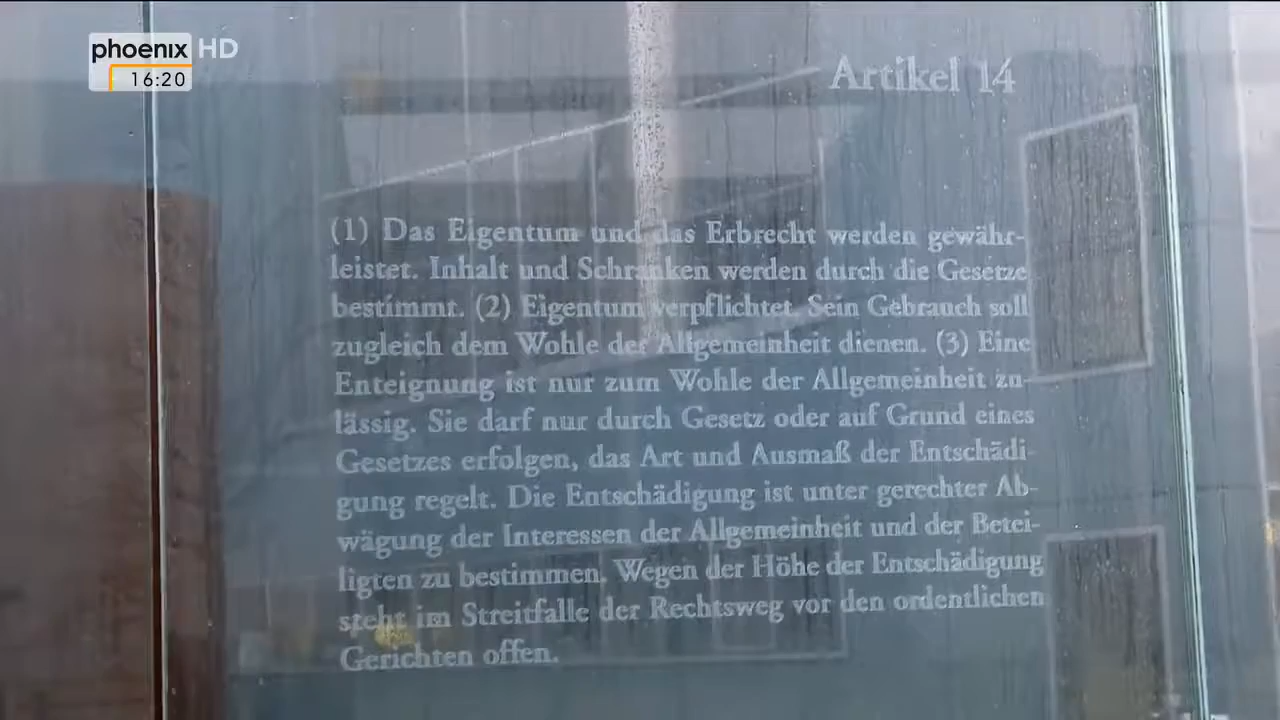 phoenix HD
16:20
Artikel 14
(1) Das Eigentum und das Erbrecht werden gewähr-
leistet. Inhalt und Schranken werden durch die Gesetze
bestimmt. (2) Eigentum verpflichtet. Sein Gebrauch soll
zugleich dem Wohle der Allgemeinheit dienen. (3) Eine
Enteignung ist nur zum Wohle der Allgemeinheit zu-
lässig. Sie darf nur durch Gesetz oder auf Grund eines
Gesetzes erfolgen, das Art und Ausmaß der Entschädi-
gung regelt. Die Entschädigung ist unter gerechter Ab-
wägung der Interessen der Allgemeinheit und der Betei-
ligten zu bestimmen. Wegen der Höhe der Entschädigung
steht im Streitfalle der Rechtsweg vor den ordentlichen
Gerichten offen.